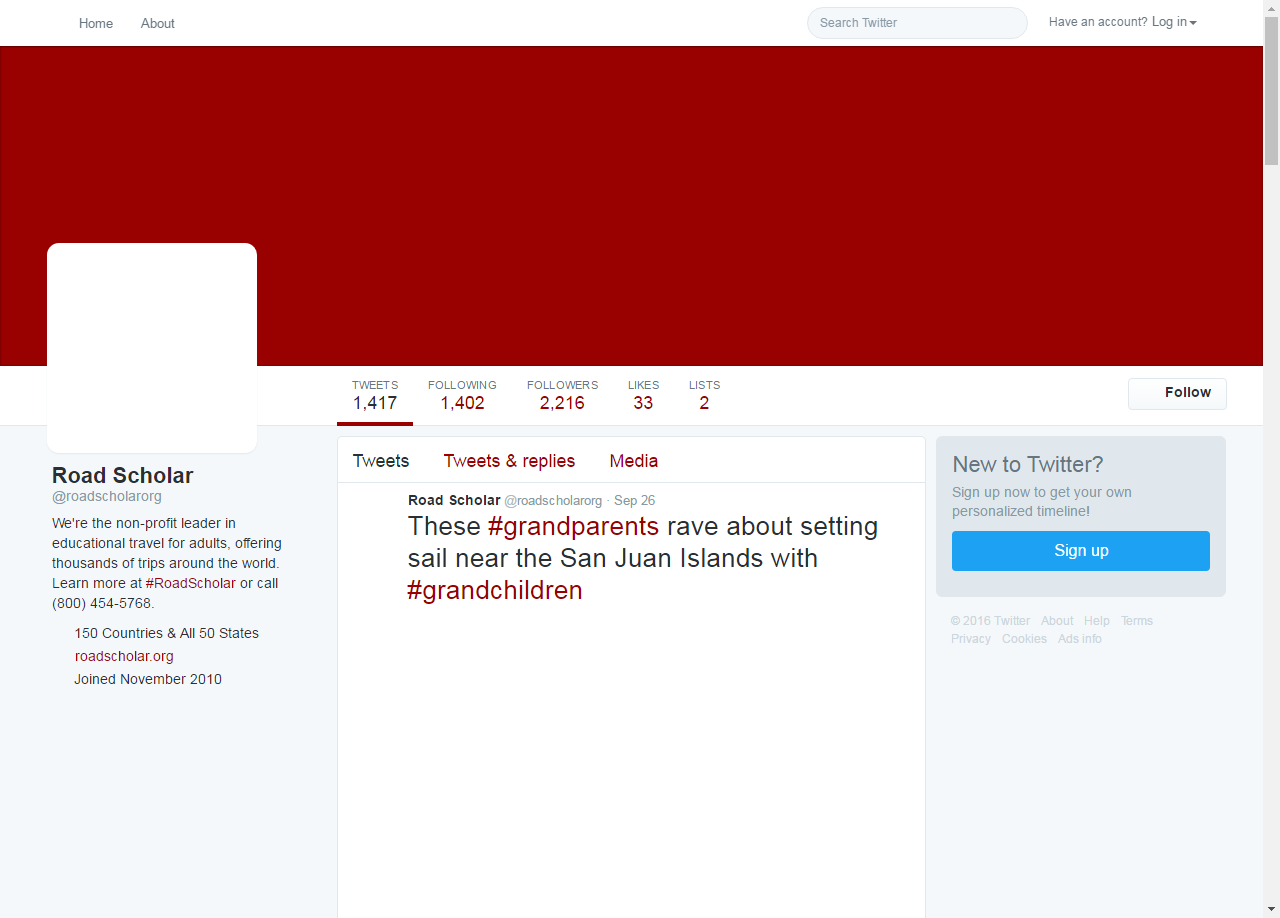 Home About
Search Twitter
Have an account? Log in
TWEETS
1,417
FOLLOWING
1,402
FOLLOWERS
2,216
LIKES
33
LISTS
2
Follow
Road Scholar
@roadscholarorg
We're the non-profit leader in
educational travel for adults, offering
thousands of trips around the world.
Learn more at #RoadScholar or call
(800) 454-5768.
150 Countries & All 50 States
roadscholar.org
Joined November 2010
Tweets Tweets & replies Media
Road Scholar @roadscholarorg · Sep 26
These #grandparents rave about setting
sail near the San Juan Islands with
#grandchildren
New to Twitter?
Sign up now to get your own
personalized timeline!
Sign up
© 2016 Twitter About Help Terms
Privacy Cookies Ads info